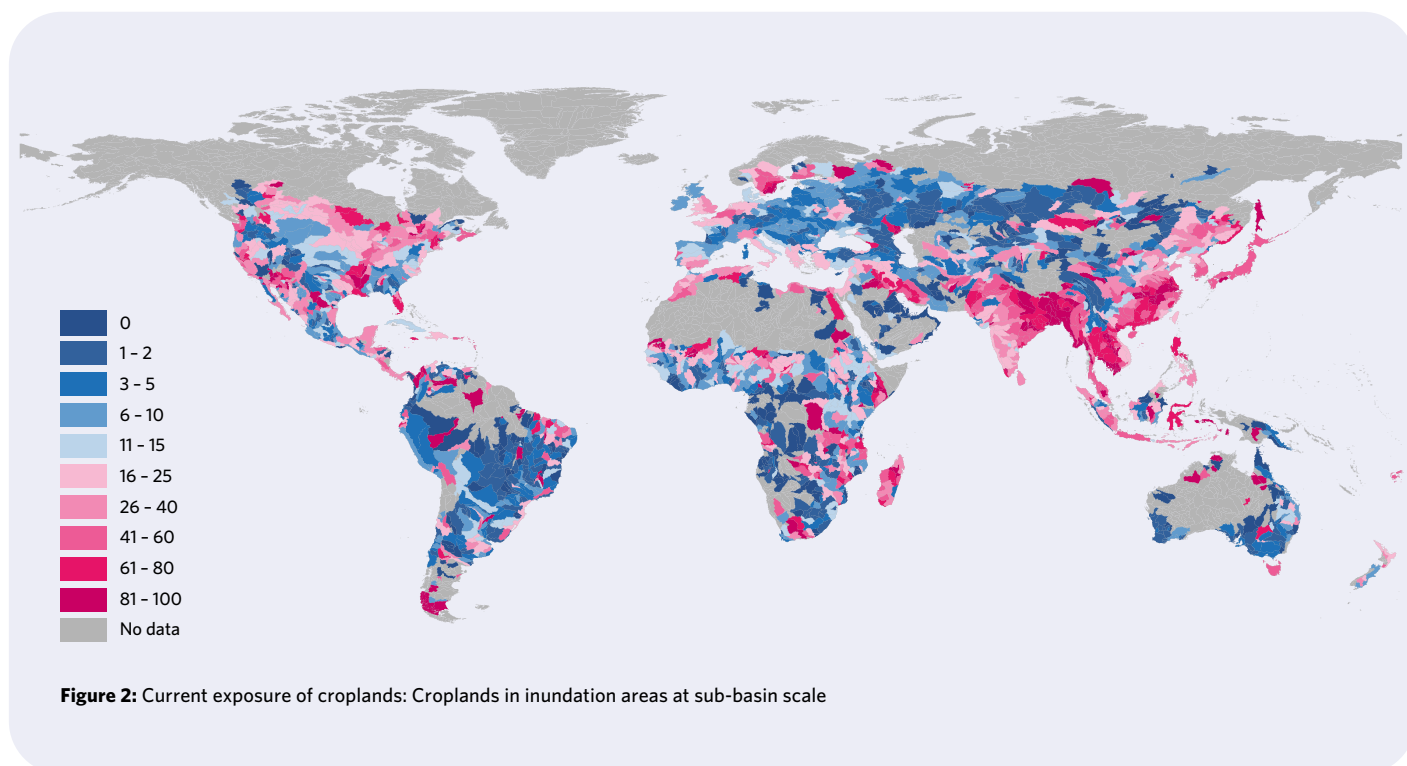 0
1 – 2
3 – 5
6 – 10
11 – 15
16 – 25
26 – 40
41 – 60
61 – 80
81 – 100
No data
Figure 2: Current exposure of croplands: Croplands in inundation areas at sub-basin scale